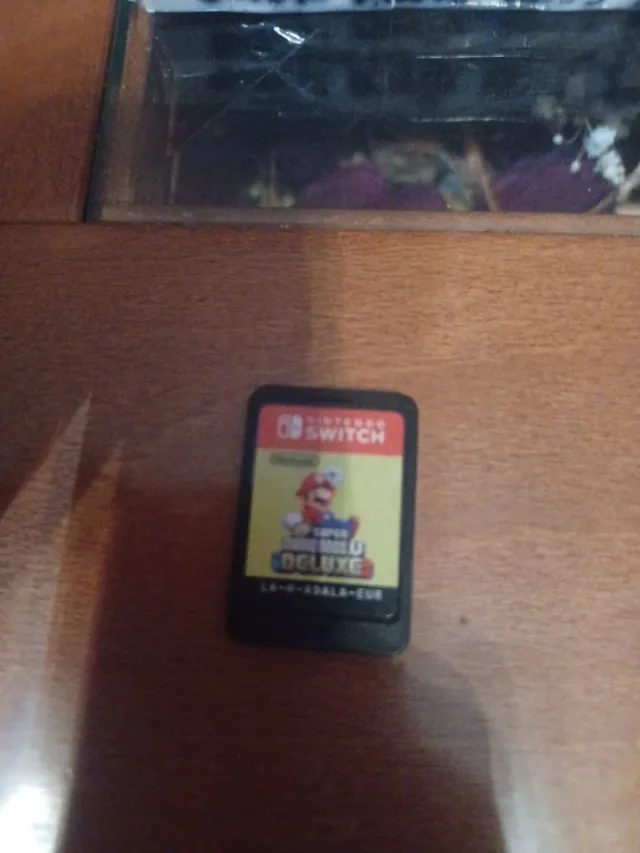 NINTENDO
SWITCH
Nintendo
NEW SUPER
MARIO BROS. U
DELUXE
LA-H-ADALA-EUR